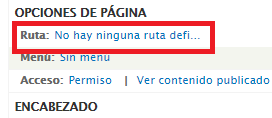 OPCIONES DE PÁGINA
Ruta: No hay ninguna ruta defi...
Menú: Sin menú
Acceso: Permiso | Ver contenido publicado
ENCABEZADO